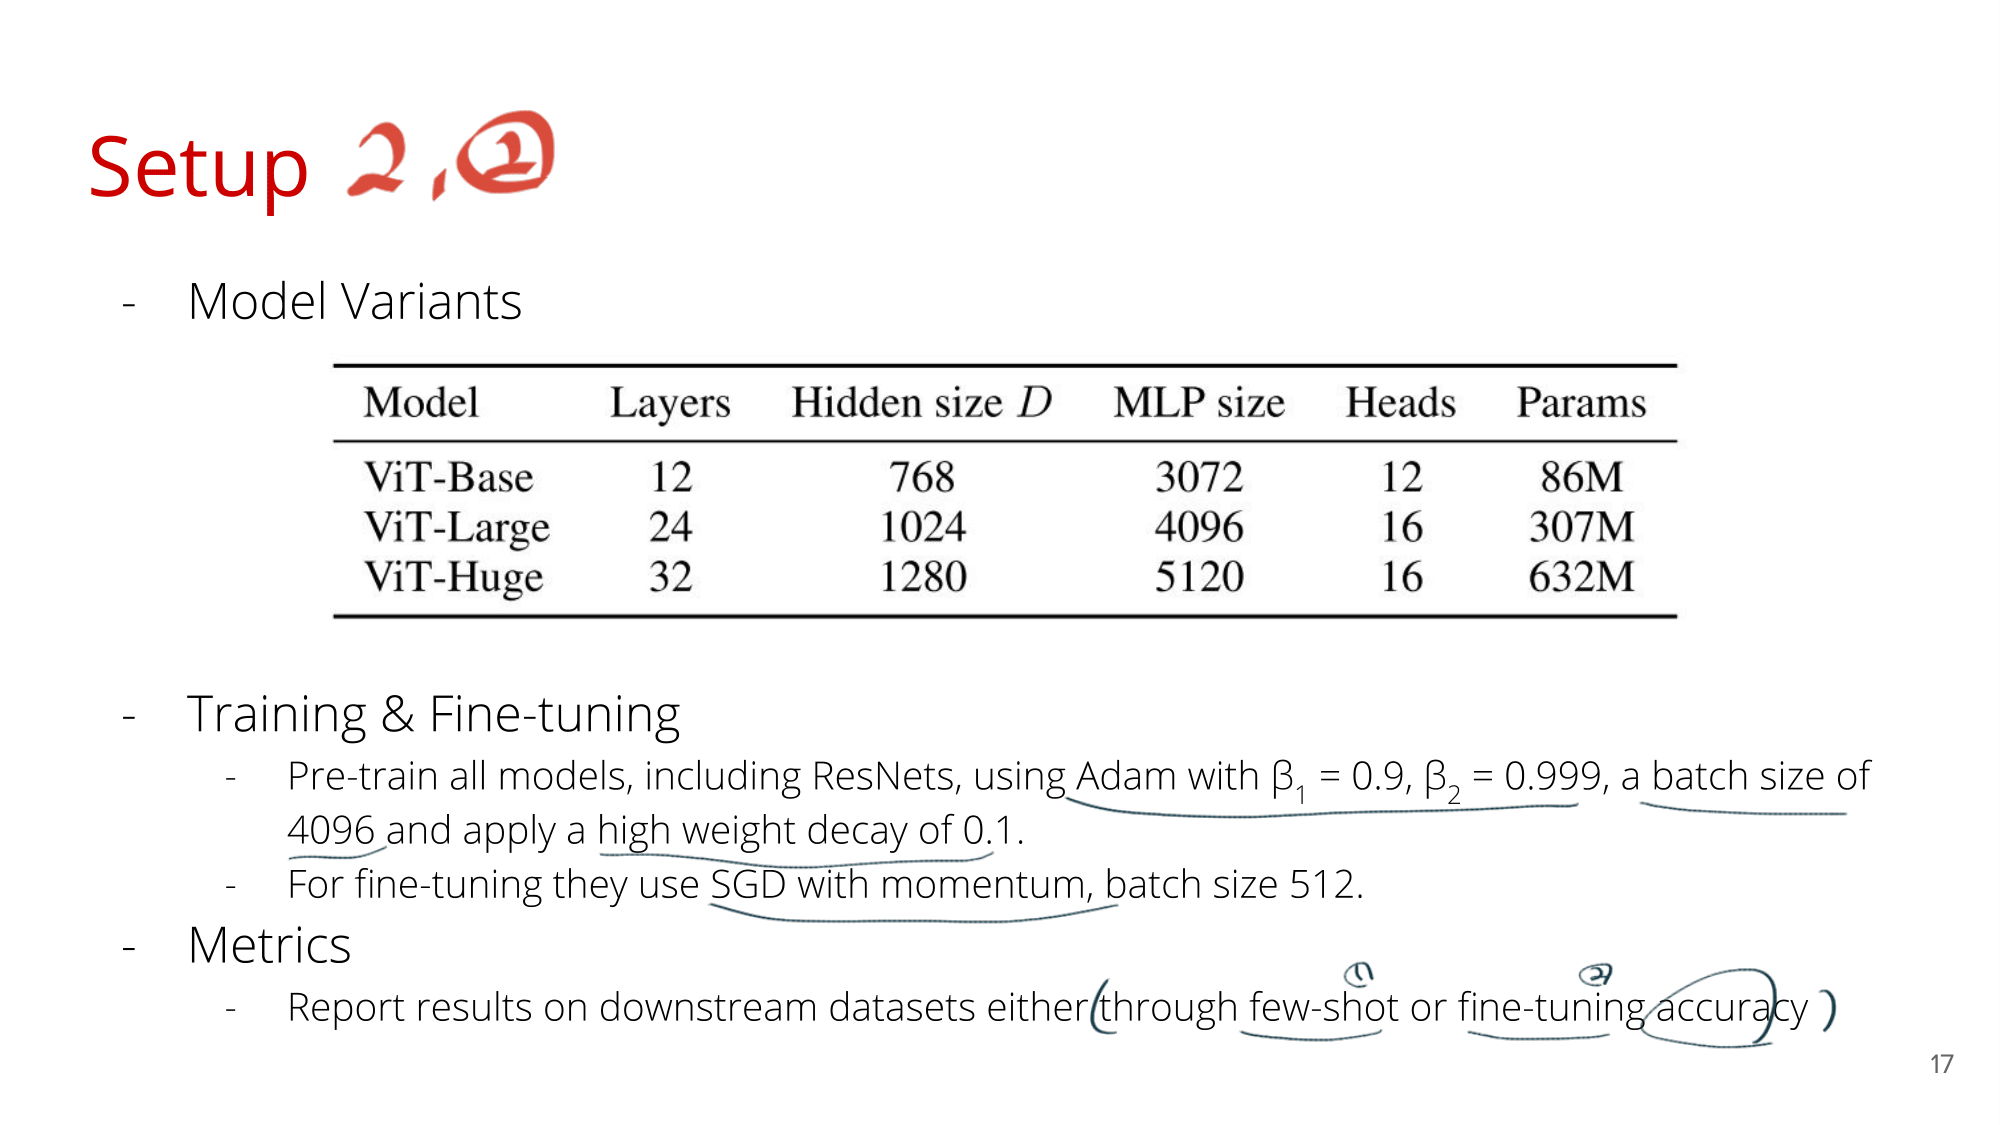 Setup 2, ②
- Model Variants
Model Layers Hidden size D MLP size Heads Params
ViT-Base 12 768 3072 12 86M
ViT-Large 24 1024 4096 16 307M
ViT-Huge 32 1280 5120 16 632M
- Training & Fine-tuning
- Pre-train all models, including ResNets, using Adam with β₁ = 0.9, β₂ = 0.999, a batch size of
4096 and apply a high weight decay of 0.1.
- For fine-tuning they use SGD with momentum, batch size 512.
- Metrics
① ②
- Report results on downstream datasets either (through few-shot or fine-tuning accuracy)
17